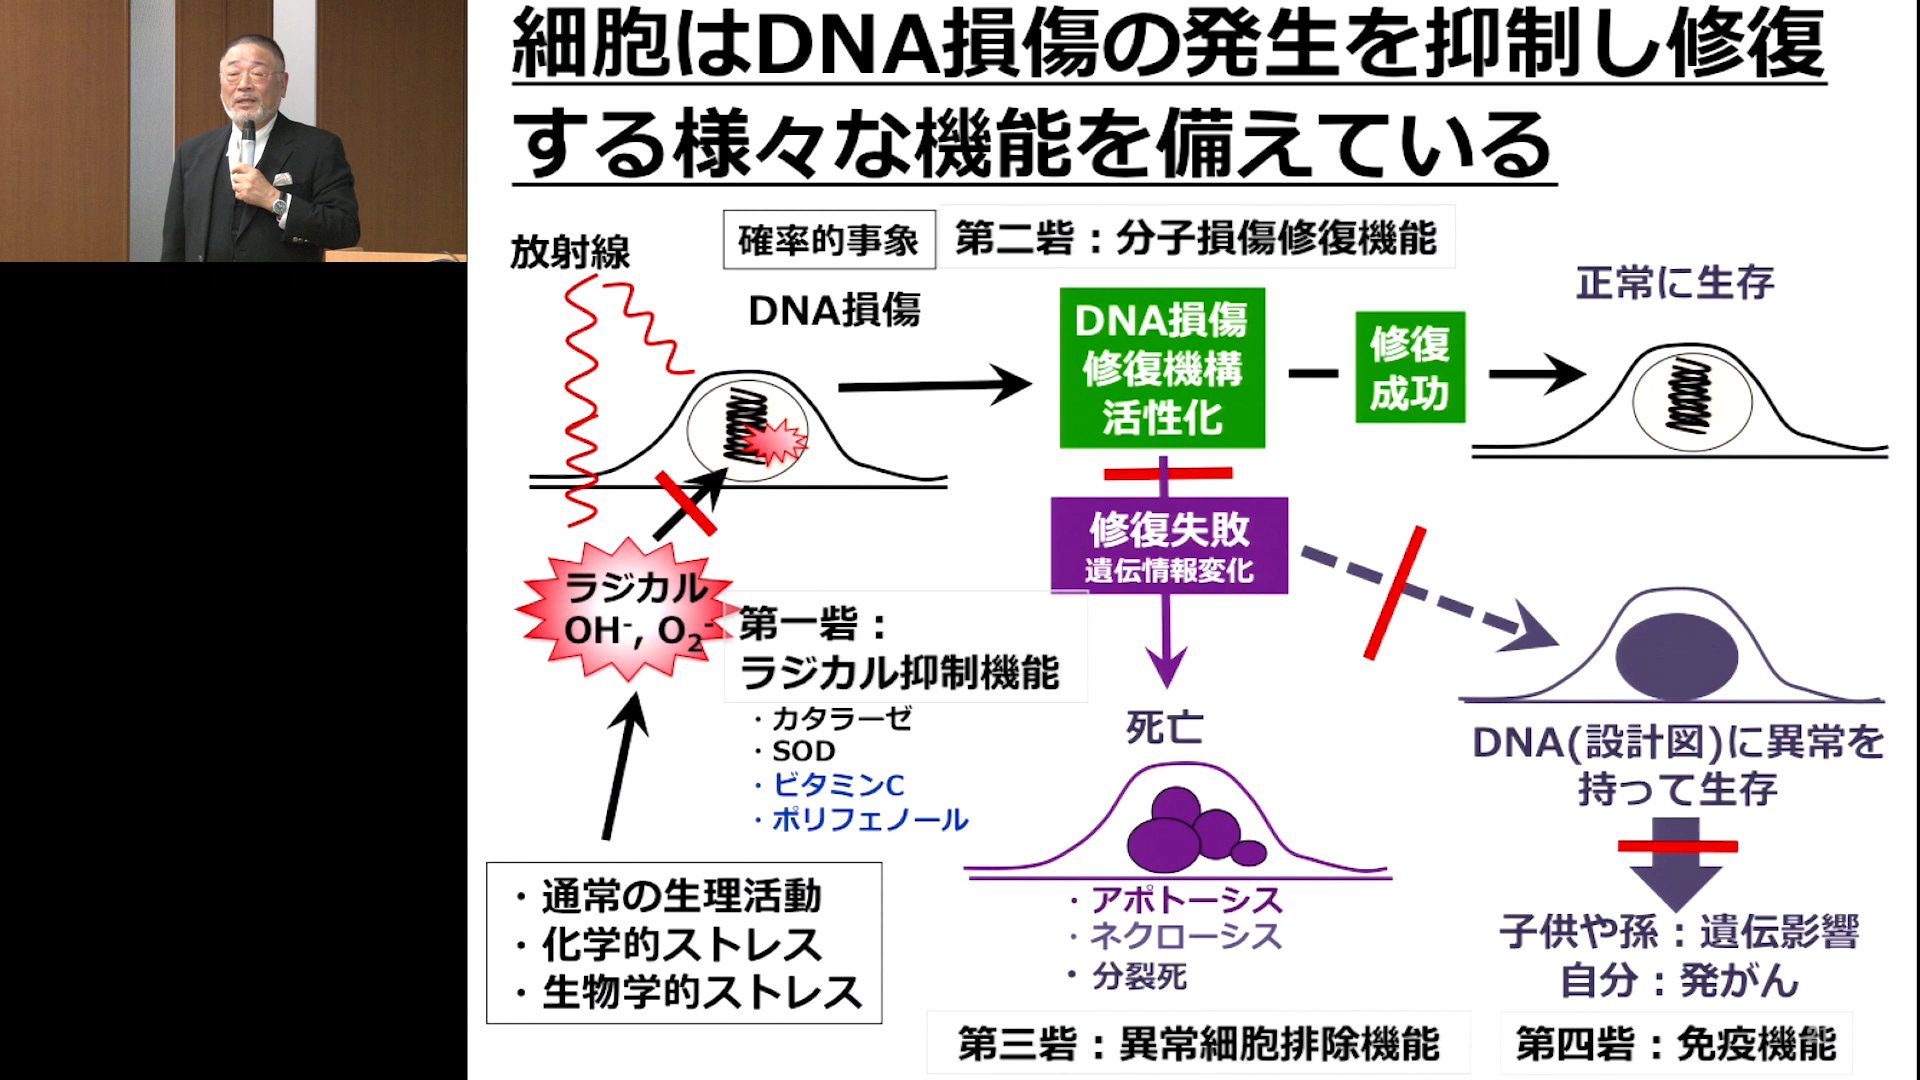 細胞はDNA損傷の発生を抑制し修復
する様々な機能を備えている
放射線
確率的事象
第二砦：分子損傷修復機能
DNA損傷
DNA損傷
修復機構
活性化
修復
成功
正常に生存
修復失敗
遺伝情報変化
ラジカル
OH⁻, O₂⁻
第一砦：
ラジカル抑制機能
・カタラーゼ
・SOD
・ビタミンC
・ポリフェノール
死亡
DNA(設計図)に異常を
持って生存
・通常の生理活動
・化学的ストレス
・生物学的ストレス
・アポトーシス
・ネクローシス
・分裂死
子供や孫：遺伝影響
自分：発がん
第三砦：異常細胞排除機能
第四砦：免疫機能